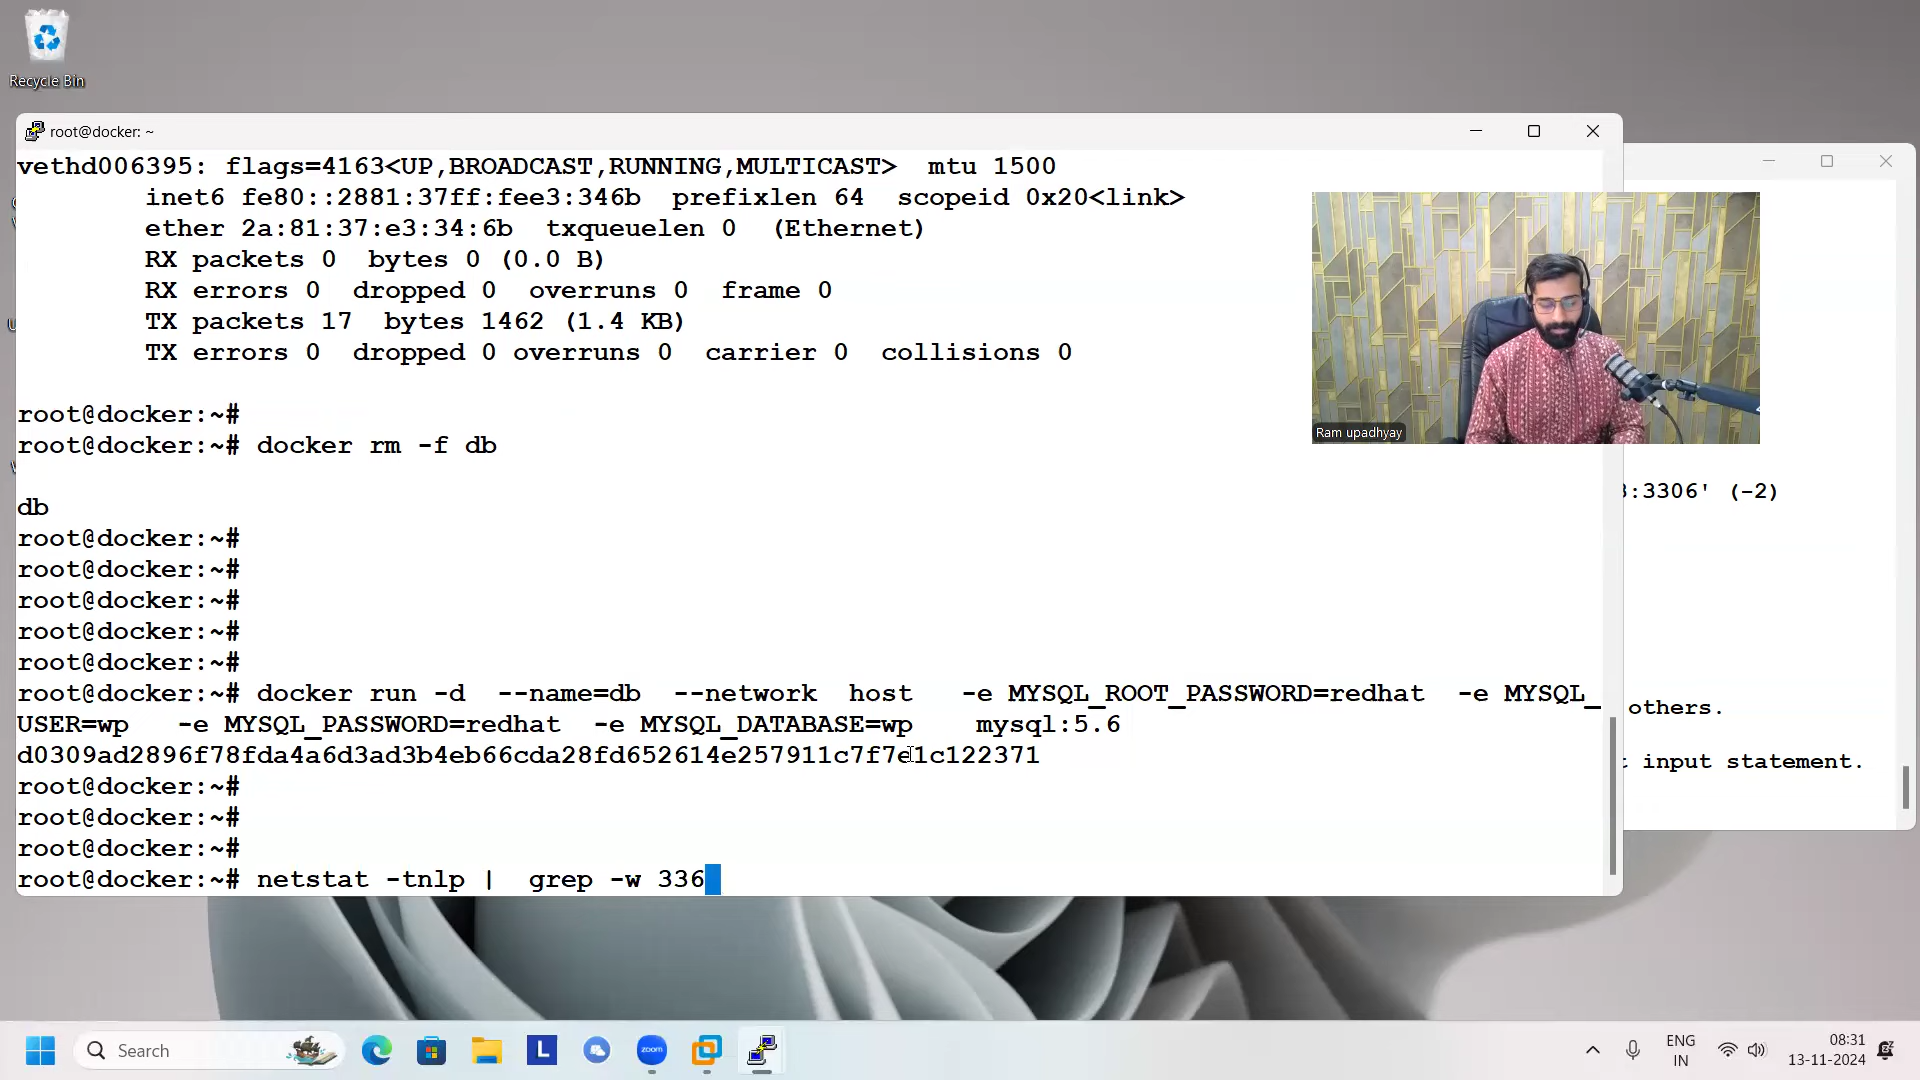 Recycle Bin
root@docker: ~
vethd006395: flags=4163<UP,BROADCAST,RUNNING,MULTICAST>  mtu 1500
        inet6 fe80::2881:37ff:fee3:346b  prefixlen 64  scopeid 0x20<link>
        ether 2a:81:37:e3:34:6b  txqueuelen 0  (Ethernet)
        RX packets 0  bytes 0 (0.0 B)
        RX errors 0  dropped 0  overruns 0  frame 0
        TX packets 17  bytes 1462 (1.4 KB)
        TX errors 0  dropped 0 overruns 0  carrier 0  collisions 0
root@docker:~#
root@docker:~# docker rm -f db
db
root@docker:~#
root@docker:~#
root@docker:~#
root@docker:~#
root@docker:~#
root@docker:~# docker run -d  --name=db  --network  host   -e MYSQL_ROOT_PASSWORD=redhat  -e MYSQL_
USER=wp   -e MYSQL_PASSWORD=redhat  -e MYSQL_DATABASE=wp    mysql:5.6
d0309ad2896f78fda4a6d3ad3b4eb66cda28fd652614e257911c7f7e1c122371
root@docker:~#
root@docker:~#
root@docker:~#
root@docker:~# netstat -tnlp |  grep -w 336
Ram upadhyay
:3306' (-2)
others.
input statement.
Search
L
zoom
ENG
IN
08:31
13-11-2024